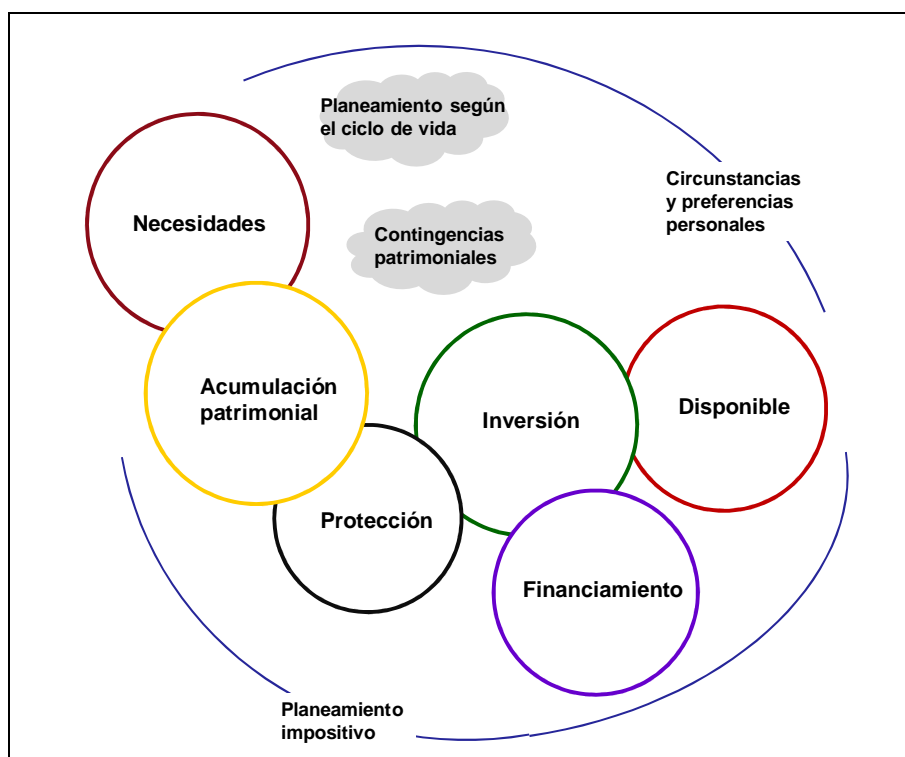 Planeamiento según
el ciclo de vida
Circunstancias
y preferencias
personales
Necesidades
Contingencias
patrimoniales
Acumulación
patrimonial
Inversión
Disponible
Protección
Financiamiento
Planeamiento
impositivo